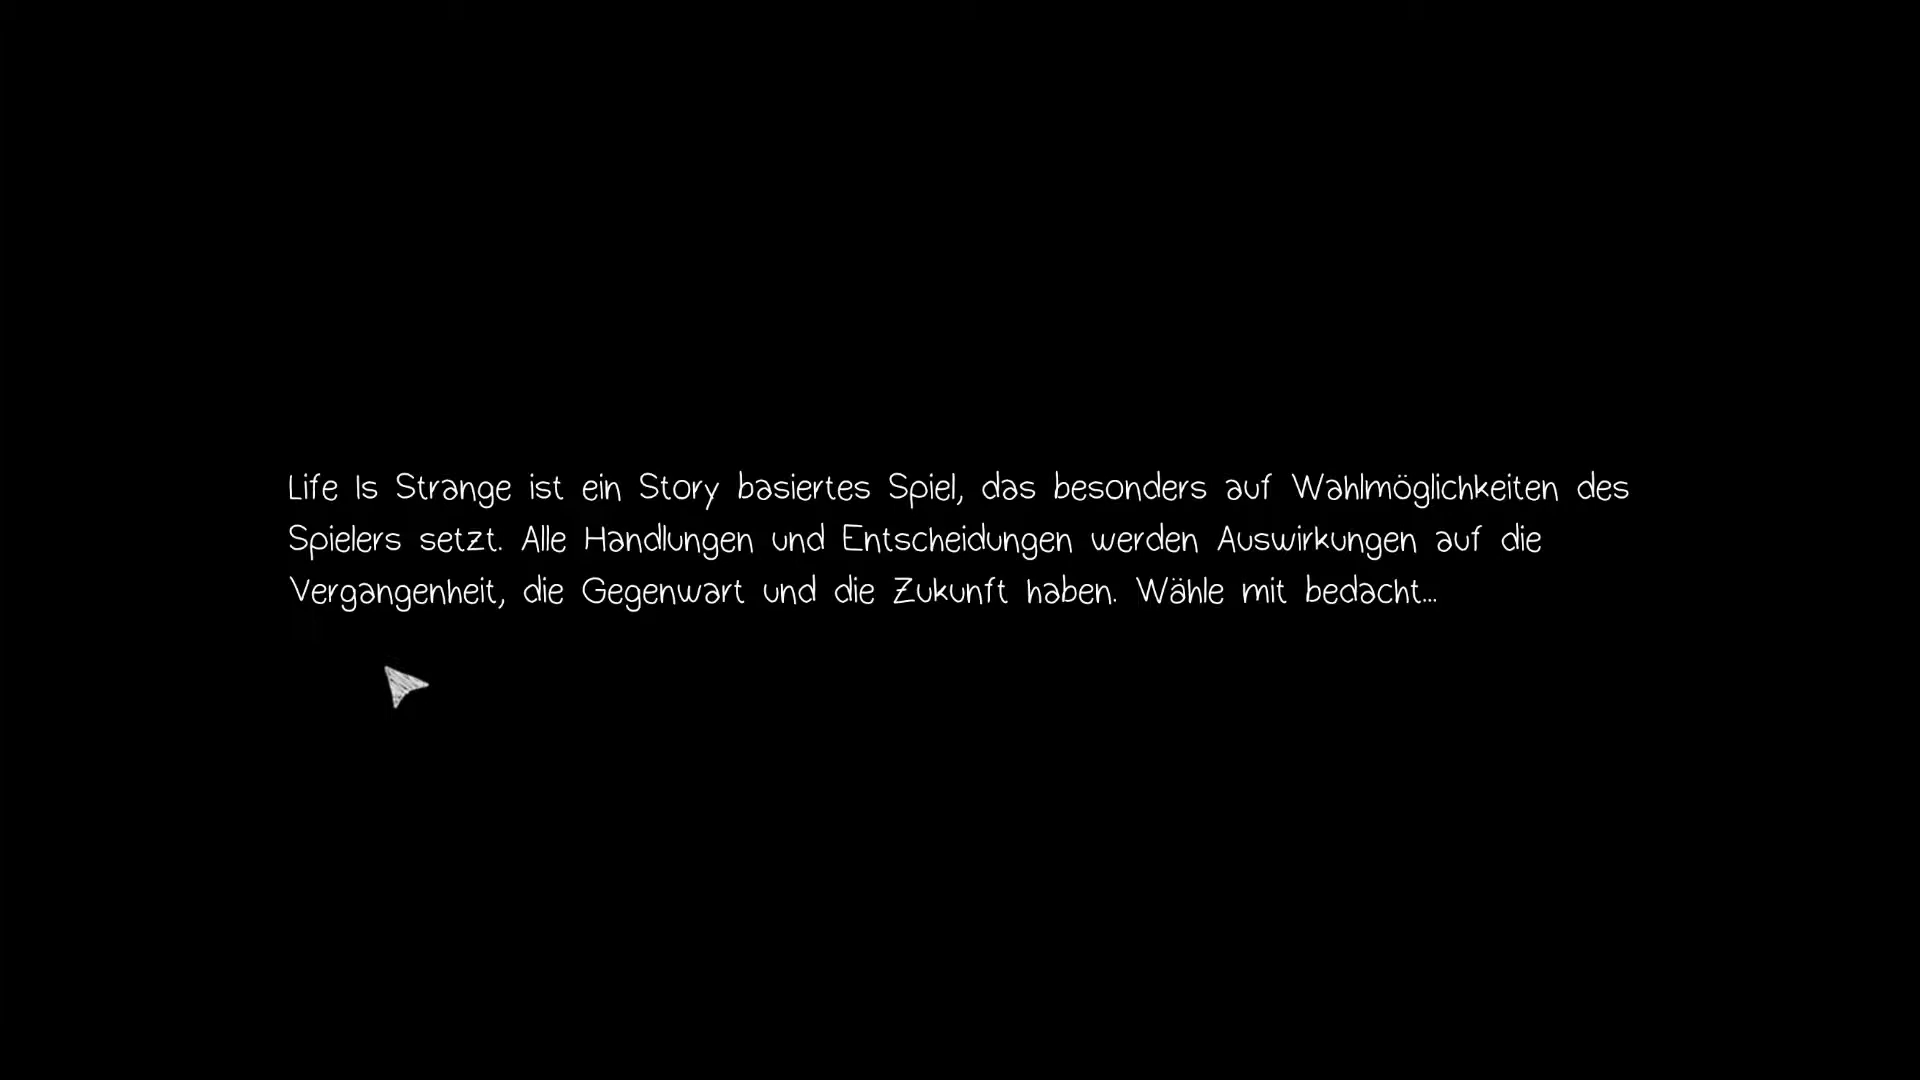 Life Is Strange ist ein Story basiertes Spiel, das besonders auf Wahlmöglichkeiten des
Spielers setzt. Alle Handlungen und Entscheidungen werden Auswirkungen auf die
Vergangenheit, die Gegenwart und die Zukunft haben. Wähle mit bedacht...